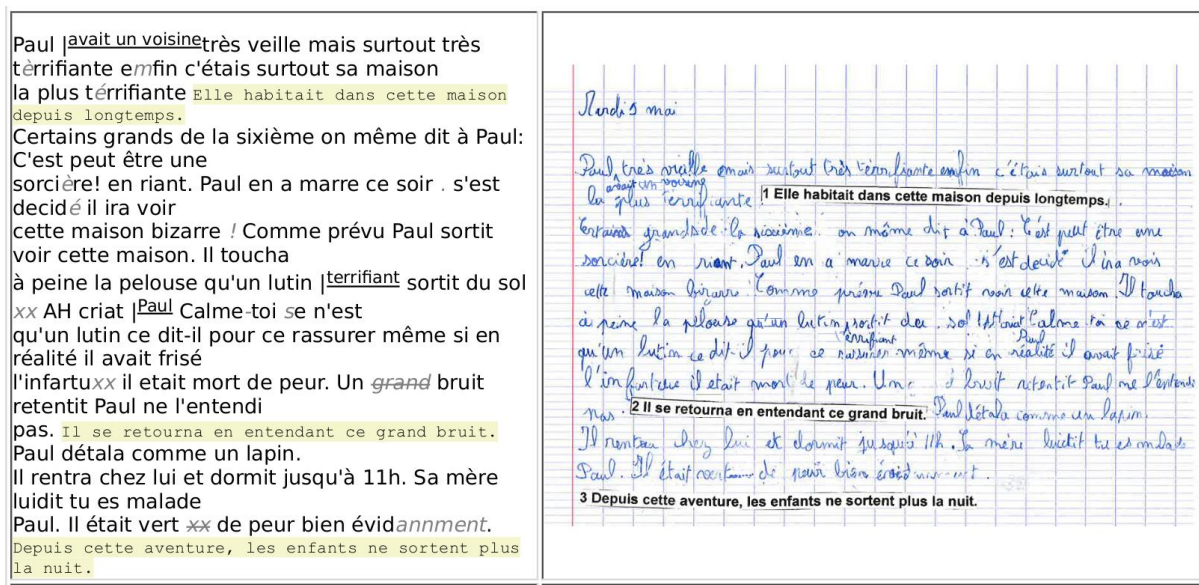 Paul |avait un voisinetrès veille mais surtout très
tèrrifiante emfin c'étais surtout sa maison
la plus térrifiante Elle habitait dans cette maison
depuis longtemps.
Certains grands de la sixième on même dit à Paul:
C'est peut être une
sorcière! en riant. Paul en a marre ce soir . s'est
decidé il ira voir
cette maison bizarre ! Comme prévu Paul sortit
voir cette maison. Il toucha
à peine la pelouse qu'un lutin |terrifiant sortit du sol
xx AH criat |Paul Calme-toi se n'est
qu'un lutin ce dit-il pour ce rassurer même si en
réalité il avait frisé
l'infartuxx il etait mort de peur. Un grand bruit
retentit Paul ne l'entendi
pas. Il se retourna en entendant ce grand bruit.
Paul détala comme un lapin.
Il rentra chez lui et dormit jusqu'à 11h. Sa mère
luidit tu es malade
Paul. Il était vert xx de peur bien évidannment.
Depuis cette aventure, les enfants ne sortent plus
la nuit.
Mardi 5 mai
Paul, très vieille mais surtout très tèrrifiante enfin c'étais surtout sa maison
avait un voisine
la plus terrifiante 1 Elle habitait dans cette maison depuis longtemps.
Certains grands de la sixième on même dit à Paul : C'est peut être une
sorcière! en riant. Paul en a marre ce soir s'est decidé il ira voir
cette maison bizarre. Comme prévu Paul sortit voir cette maison. Il toucha
à peine la pelouse qu'un lutin sortit du sol criat Calme toi ce n'est
terrifiant Paul
qu'un lutin ce dit-il pour ce rassurer même si en réalité il avait frisé
l'infartue il etait mort de peur. Un bruit retentit Paul ne l'entendi
pas. 2 Il se retourna en entendant ce grand bruit. Paul détala comme un lapin.
Il rentra chez lui et dormit jusqu'à 11h. Sa mère luidit tu es malade
Paul. Il était vert de peur bien
3 Depuis cette aventure, les enfants ne sortent plus la nuit.